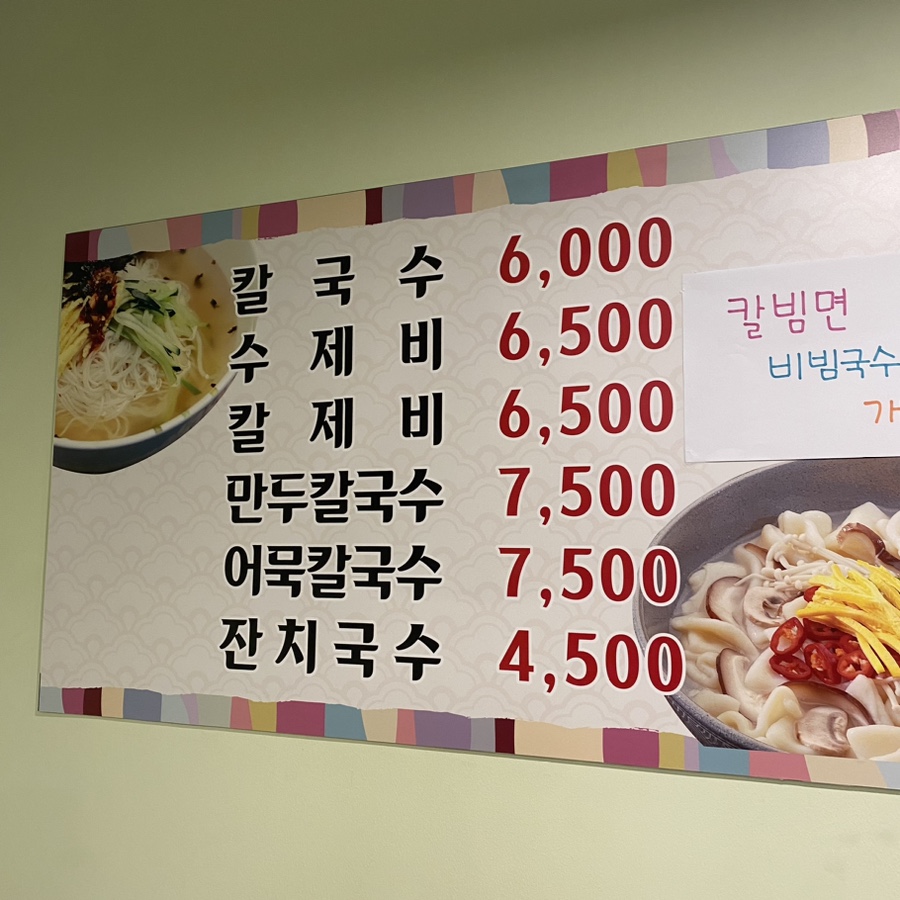 칼국수 6,000
수제비 6,500
칼제비 6,500
만두칼국수 7,500
어묵칼국수 7,500
잔치국수 4,500
칼빔면
비빔국수